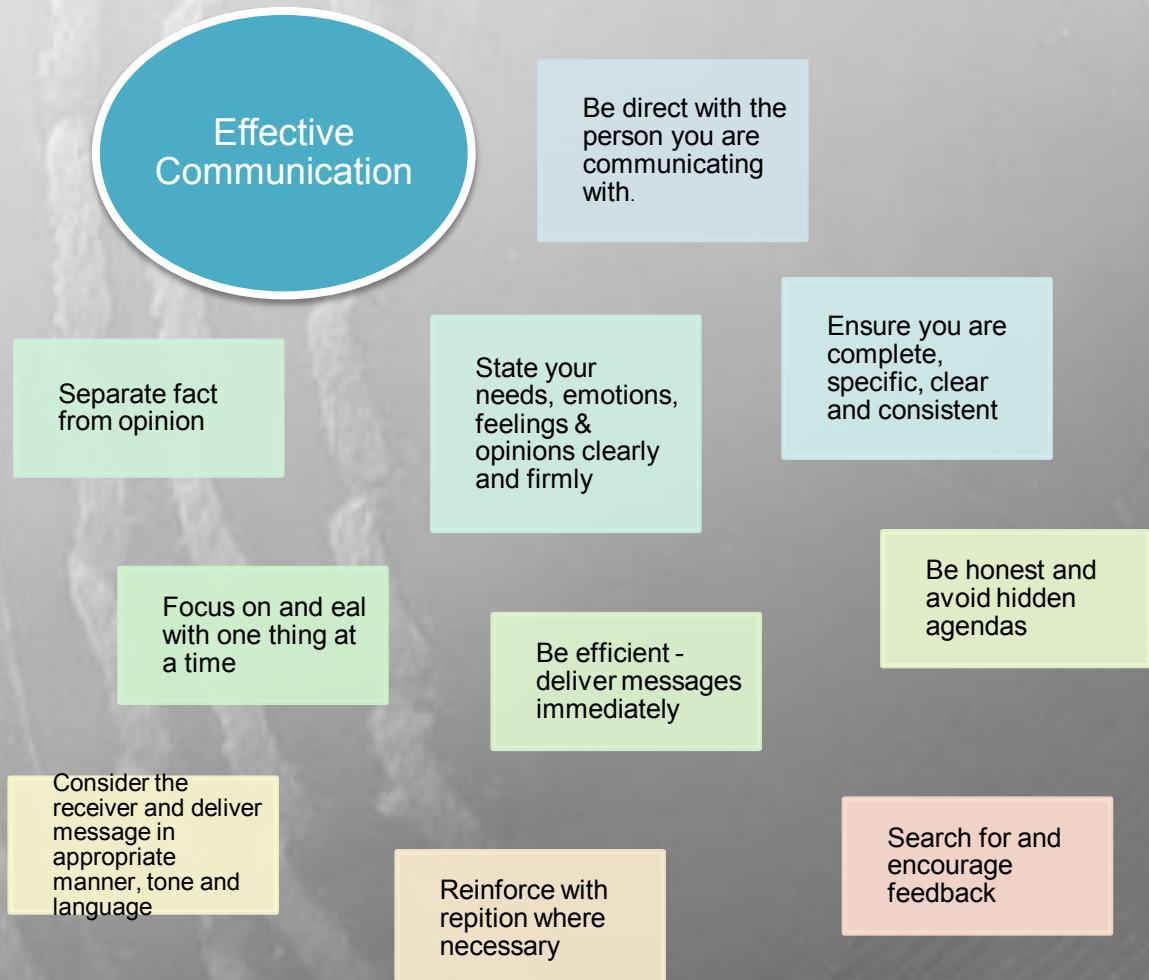 Effective
Communication
Be direct with the
person you are
communicating
with.
Ensure you are
complete,
specific, clear
and consistent
State your
needs, emotions,
feelings &
opinions clearly
and firmly
Separate fact
from opinion
Focus on and eal
with one thing at
a time
Be efficient -
deliver messages
immediately
Be honest and
avoid hidden
agendas
Consider the
receiver and deliver
message in
appropriate
manner, tone and
language
Reinforce with
repition where
necessary
Search for and
encourage
feedback